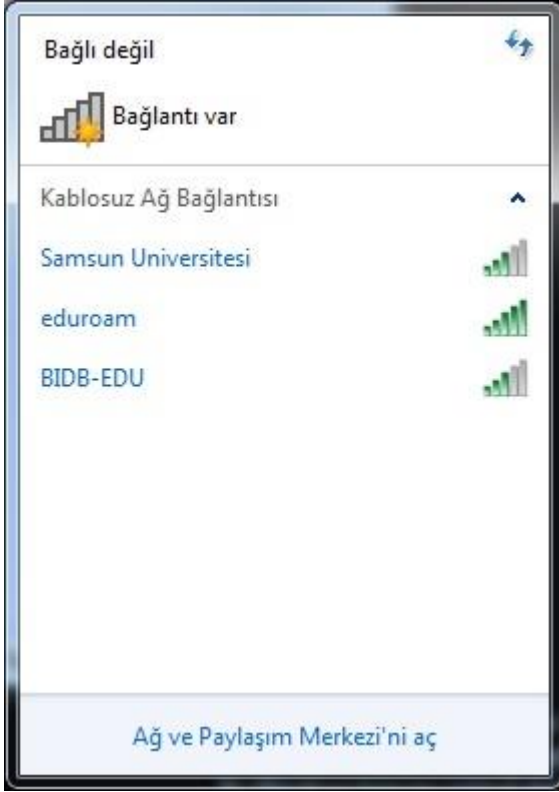 Bağlı değil
Bağlantı var
Kablosuz Ağ Bağlantısı
Samsun Universitesi
eduroam
BIDB-EDU
Ağ ve Paylaşım Merkezi'ni aç